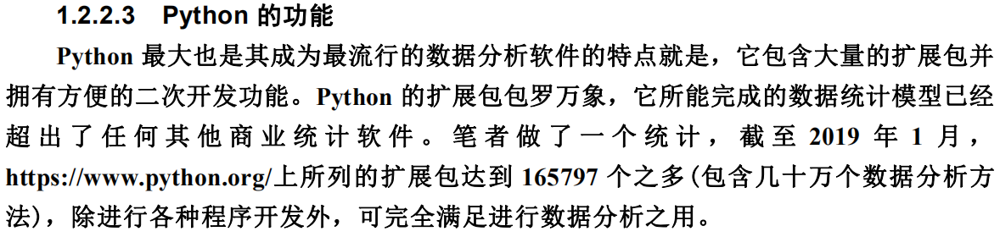 1.2.2.3 Python 的功能
Python 最大也是其成为最流行的数据分析软件的特点就是，它包含大量的扩展包并
拥有方便的二次开发功能。Python 的扩展包包罗万象，它所能完成的数据统计模型已经
超出了任何其他商业统计软件。笔者做了一个统计，截至 2019 年 1 月，
https://www.python.org/上所列的扩展包达到 165797 个之多(包含几十万个数据分析方
法)，除进行各种程序开发外，可完全满足进行数据分析之用。